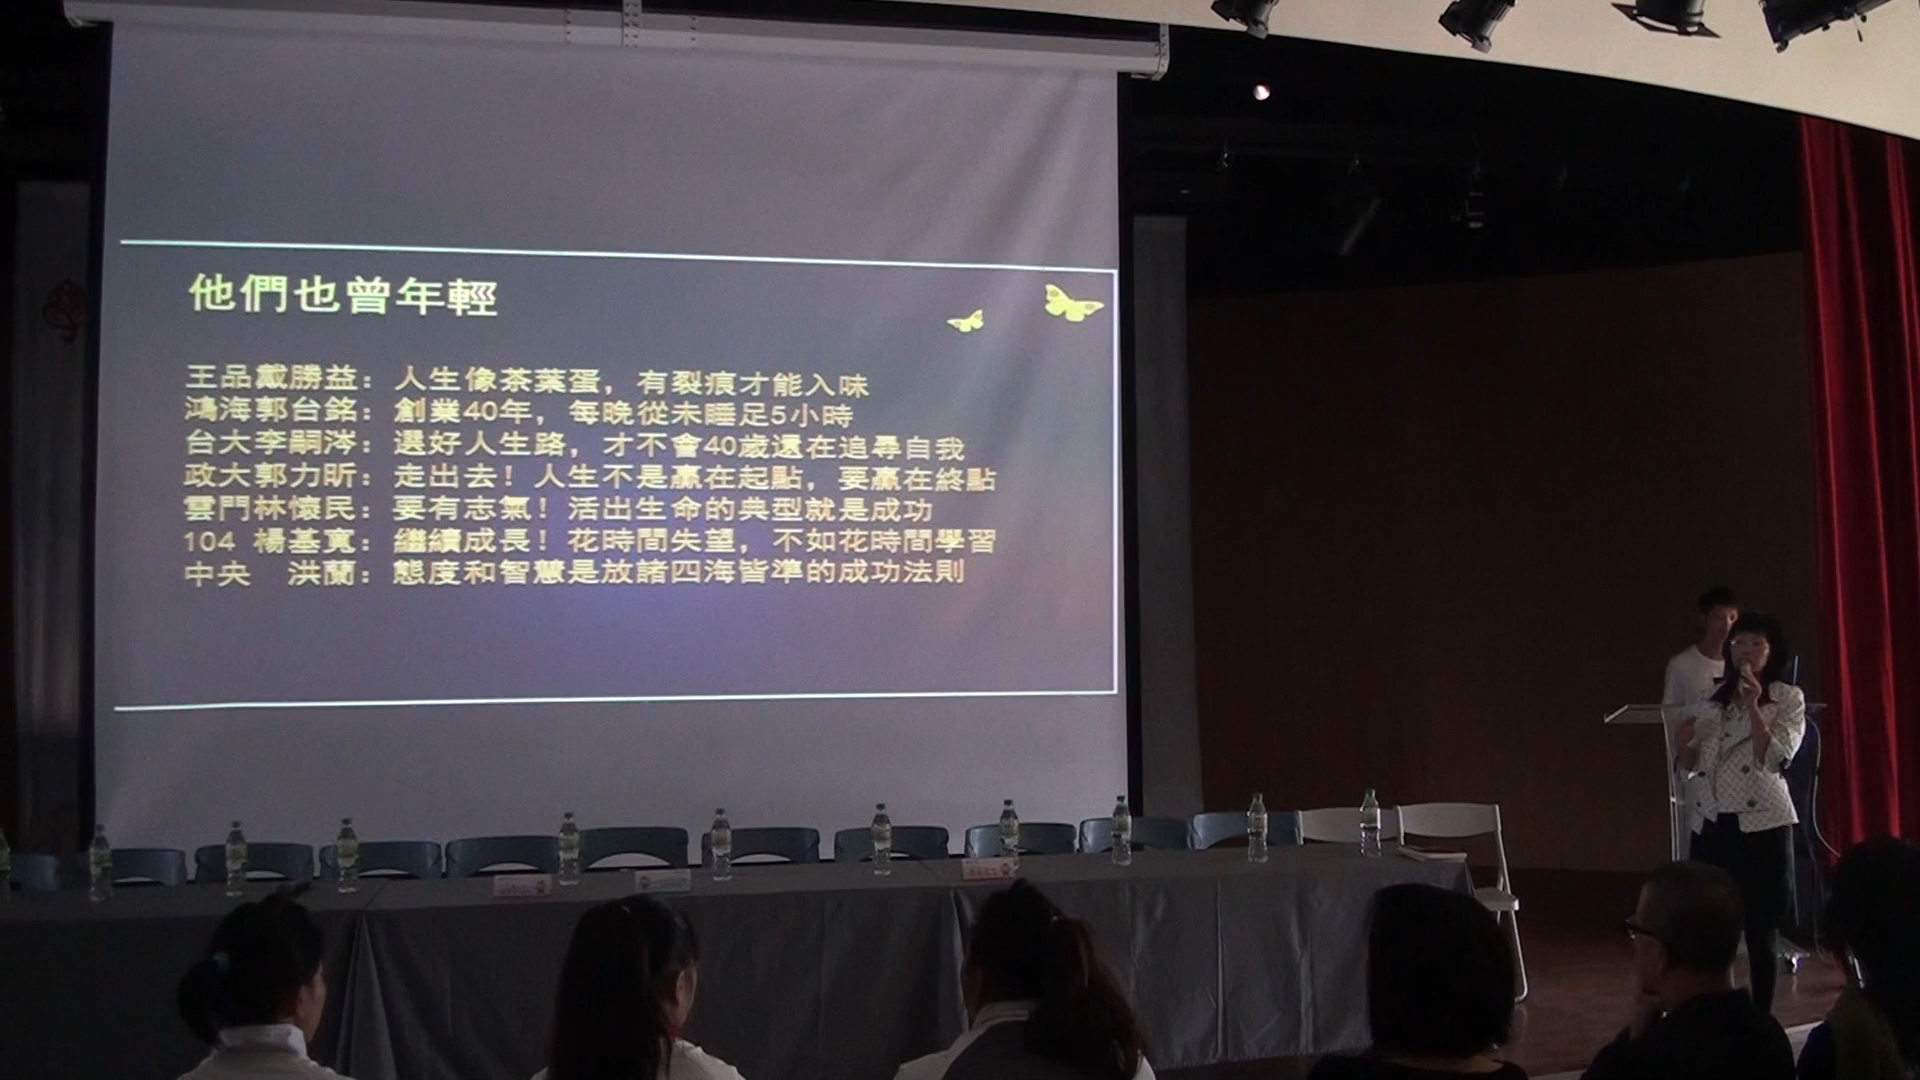 他們也曾年輕
王品戴勝益：人生像茶葉蛋，有裂痕才能入味
鴻海郭台銘：創業40年，每晚從未睡足5小時
台大李嗣涔：選好人生路，才不會40歲還在追尋自我
政大郭力昕：走出去！人生不是贏在起點，要贏在終點
雲門林懷民：要有志氣！活出生命的典型就是成功
104 楊基寬：繼續成長！花時間失望，不如花時間學習
中央　洪蘭：態度和智慧是放諸四海皆準的成功法則